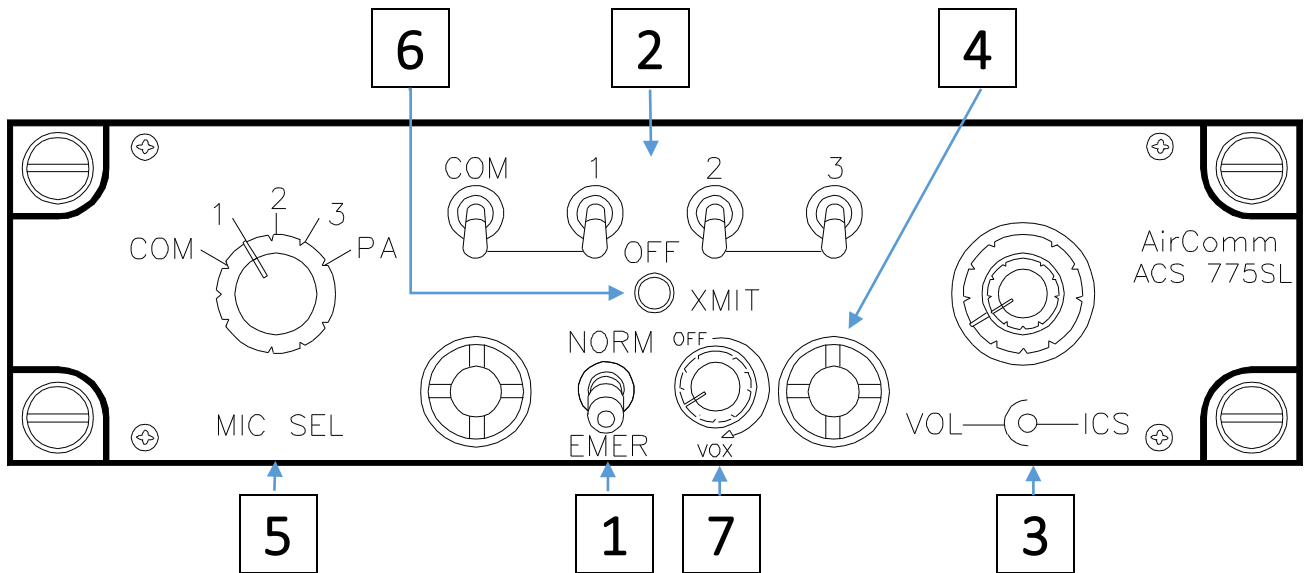 6
2
4
COM 1 2 3
1 2 3
COM PA
OFF
XMIT
AirComm
ACS 775SL
NORM
OFF
MIC SEL
EMER
VOX
VOL ICS
5
1
7
3